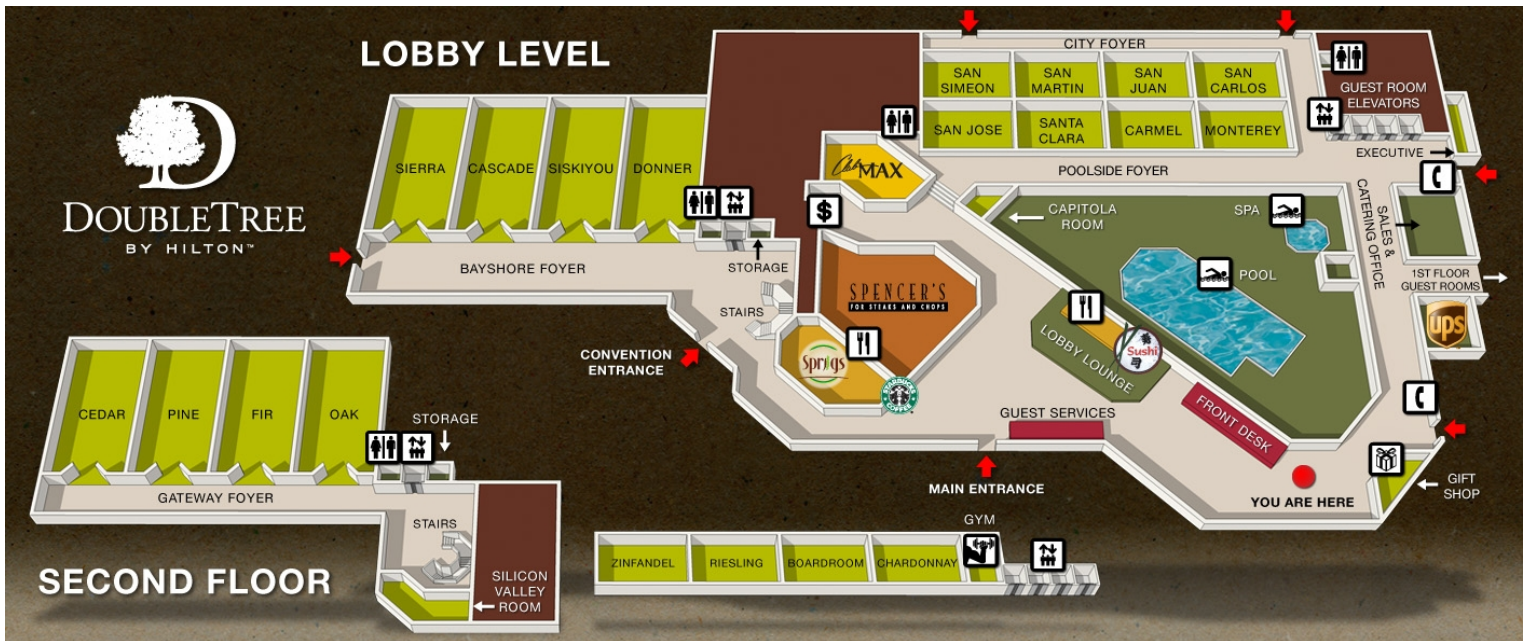 LOBBY LEVEL
DOUBLETREE
BY HILTON™
CITY FOYER
SAN
SIMEON
SAN
MARTIN
SAN
JUAN
SAN
CARLOS
SAN JOSE
SANTA
CLARA
CARMEL
MONTEREY
GUEST ROOM
ELEVATORS
EXECUTIVE
POOLSIDE FOYER
SIERRA
CASCADE
SISKIYOU
DONNER
Club MAX
$
CAPITOLA
ROOM
SPA
POOL
SALES &
CATERING OFFICE
1ST FLOOR
GUEST ROOMS
ups
BAYSHORE FOYER
STORAGE
STAIRS
SPENCER'S
FOR STEAKS AND CHOPS
Sprigs
STARBUCKS
COFFEE
LOBBY LOUNGE
Sushi
CONVENTION
ENTRANCE
GUEST SERVICES
FRONT DESK
MAIN ENTRANCE
YOU ARE HERE
GIFT
SHOP
CEDAR
PINE
FIR
OAK
STORAGE
GATEWAY FOYER
STAIRS
SECOND FLOOR
SILICON
VALLEY
ROOM
GYM
ZINFANDEL
RIESLING
BOARDROOM
CHARDONNAY